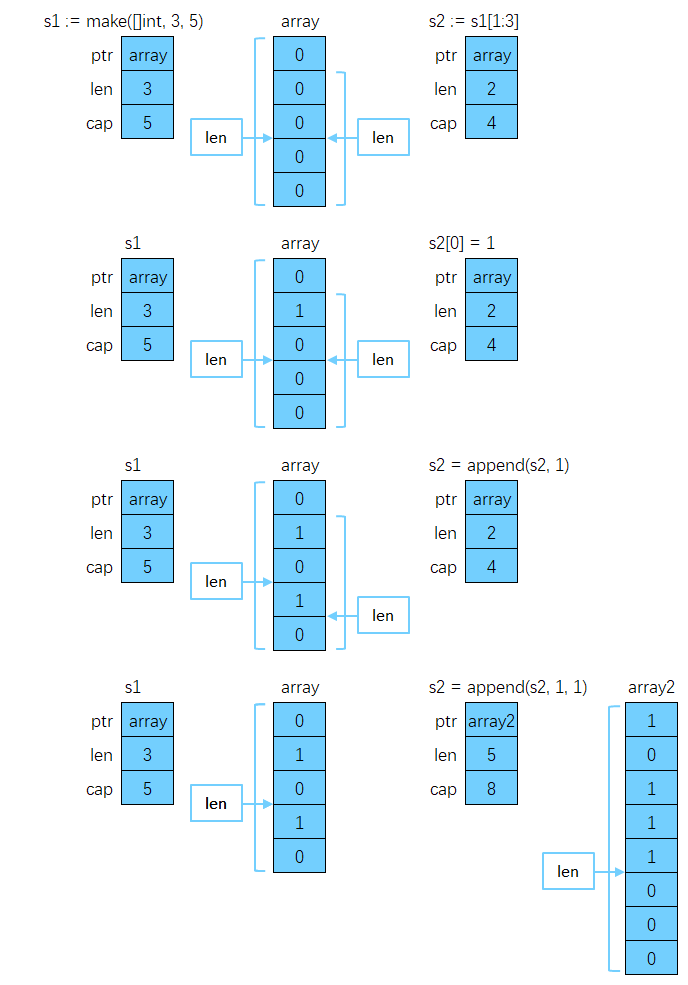 s1 := make([]int, 3, 5) array s2 := s1[1:3]
ptr array 0 ptr array
len 3 0 len 2
cap 5 0 cap 4
len len
0
0
s1 array s2[0] = 1
ptr array 0 ptr array
len 3 1 len 2
cap 5 0 cap 4
len len
0
0
s1 array s2 = append(s2, 1)
ptr array 0 ptr array
len 3 1 len 2
cap 5 0 cap 4
len
1
len
0
s1 array s2 = append(s2, 1, 1) array2
ptr array 0 ptr array2 1
len 3 1 len 5 0
cap 5 0 cap 8 1
len
1 1
0 1
len
0
0
0